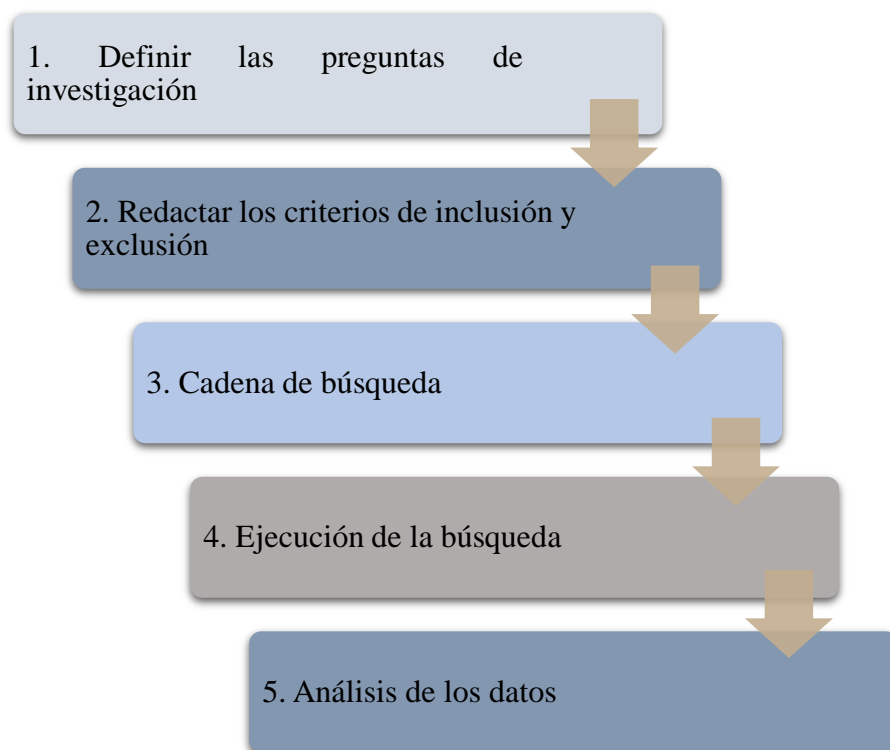 1. Definir las preguntas de
investigación
2. Redactar los criterios de inclusión y
exclusión
3. Cadena de búsqueda
4. Ejecución de la búsqueda
5. Análisis de los datos